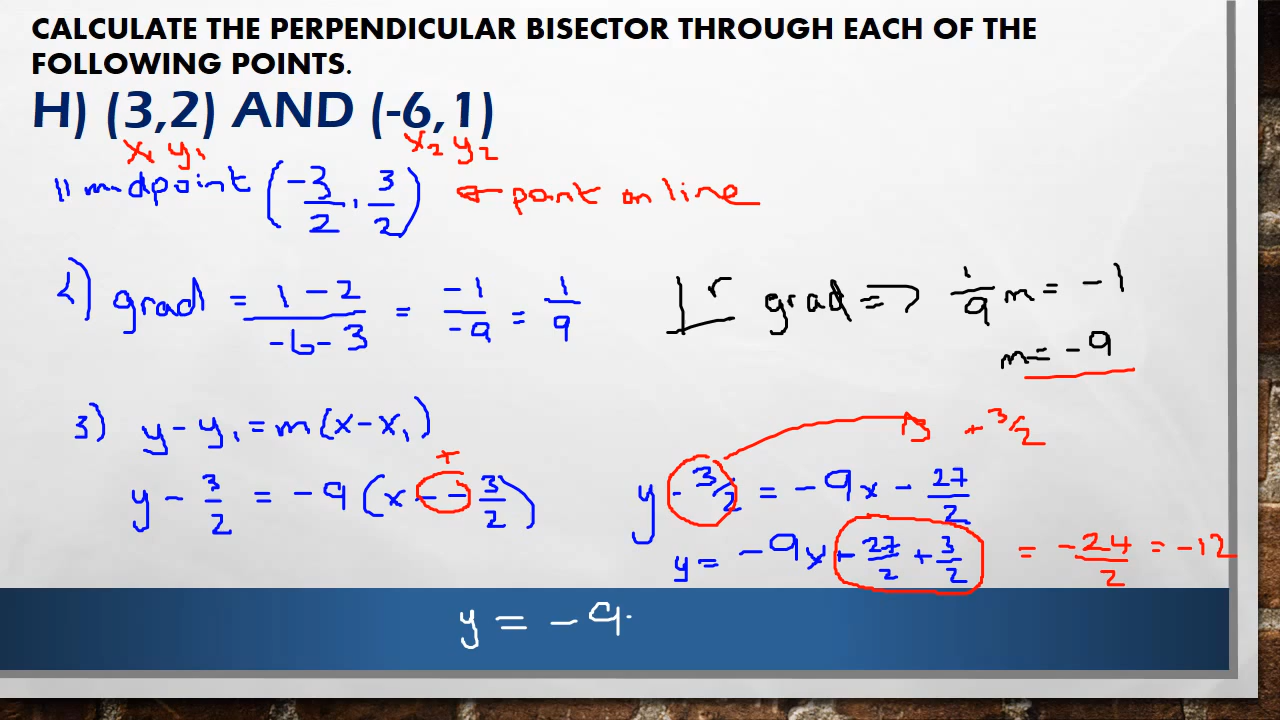 CALCULATE THE PERPENDICULAR BISECTOR THROUGH EACH OF THE
FOLLOWING POINTS.
H) (3,2) AND (-6,1)
x₁ y₁ x₂ y₂
1) midpoint (-3/2, 3/2) ← point on line
2) grad = (1 - 2)/(-6 - 3) = -1/-9 = 1/9
⊥r grad => 1/9 m = -1
m = -9
3) y - y₁ = m(x - x₁)
+
y - 3/2 = -9 (x - - 3/2)
+ 3/2
y - 3/2 = -9x - 27/2
y = -9x - 27/2 + 3/2 = -24/2 = -12
y = -9